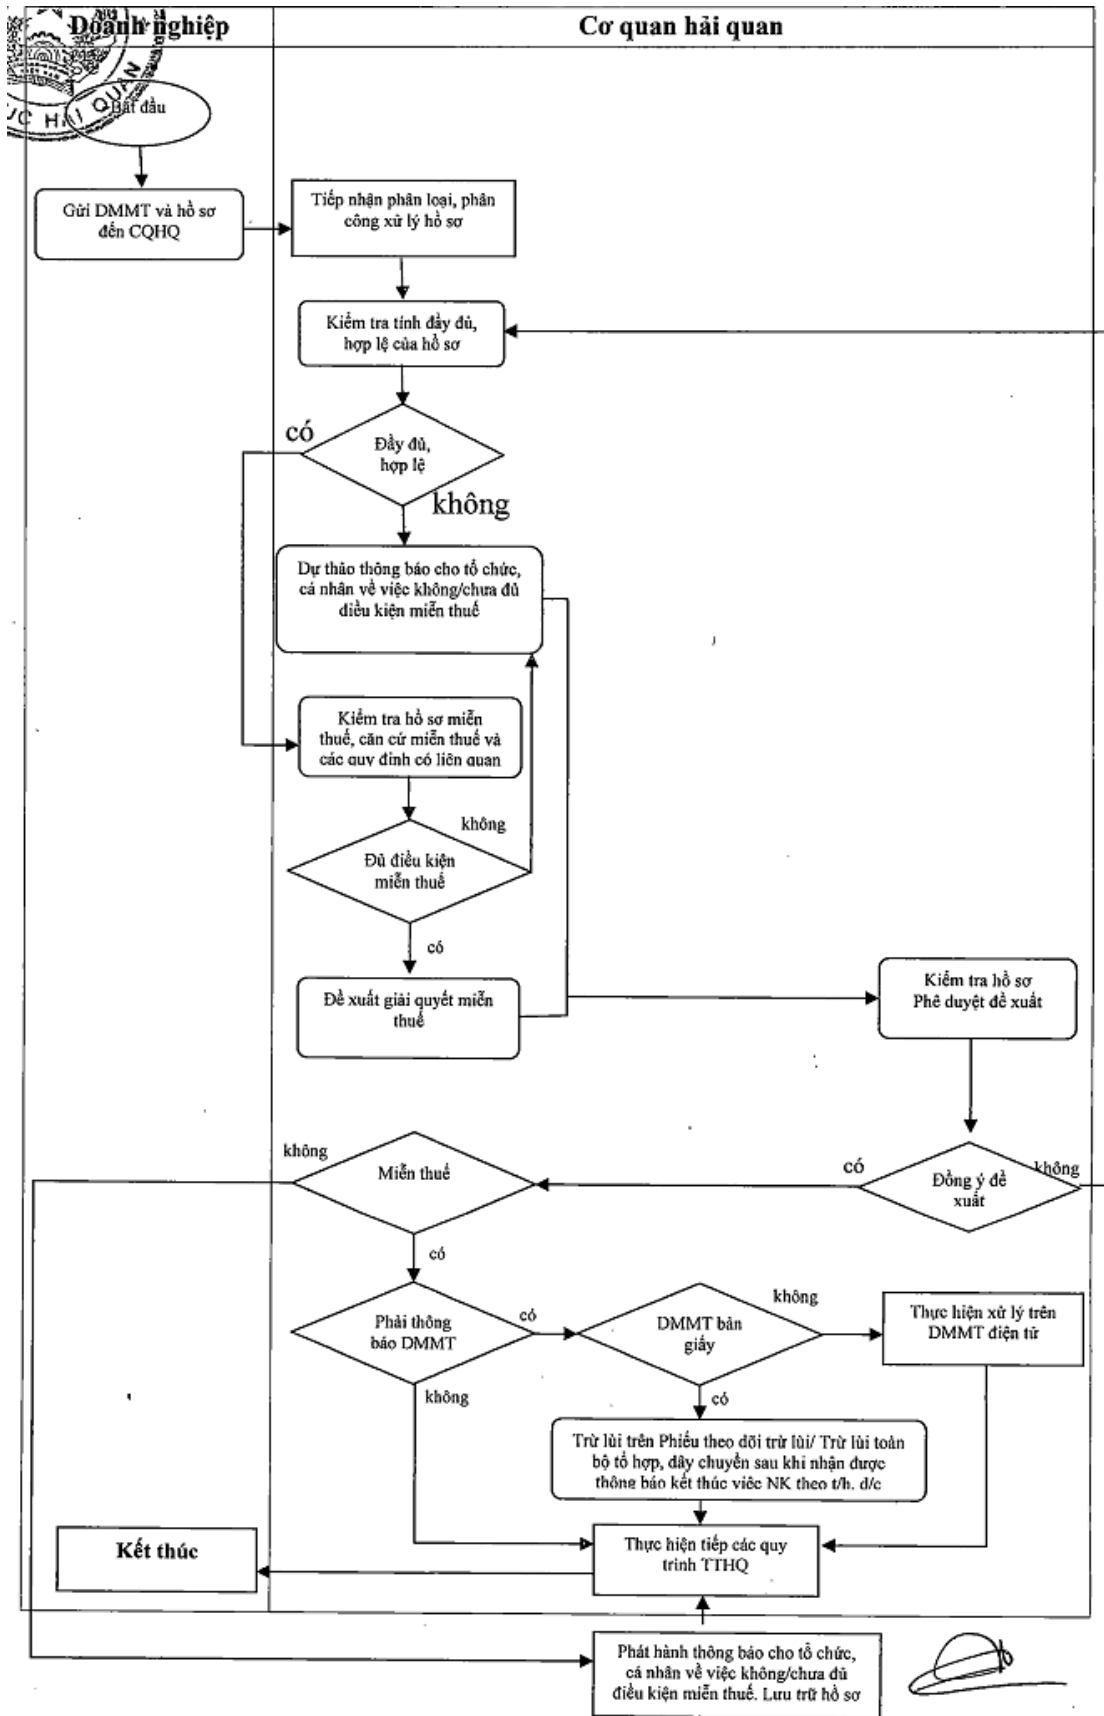 Doanh nghiệp
Cơ quan hải quan
ỤC HẢI QUAN
Bắt đầu
Gửi DMMT và hồ sơ
đến CQHQ
Tiếp nhận phân loại, phân
công xử lý hồ sơ
Kiểm tra tính đầy đủ,
hợp lệ của hồ sơ
có
Đầy đủ,
hợp lệ
không
Dự thảo thông báo cho tổ chức,
cá nhân về việc không/chưa đủ
điều kiện miễn thuế
Kiểm tra hồ sơ miễn
thuế, căn cứ miễn thuế và
các quy định có liên quan
không
Đủ điều kiện
miễn thuế
có
Đề xuất giải quyết miễn
thuế
Kiểm tra hồ sơ
Phê duyệt đề xuất
không
Miễn thuế
có
Đồng ý đề
xuất
không
có
Phải thông
báo DMMT
có
DMMT bản
giấy
không
Thực hiện xử lý trên
DMMT điện tử
không
có
Trừ lùi trên Phiếu theo dõi trừ lùi/ Trừ lùi toàn
bộ tổ hợp, dây chuyền sau khi nhận được
thông báo kết thúc việc NK theo t/h, d/c
Kết thúc
Thực hiện tiếp các quy
trình TTHQ
Phát hành thông báo cho tổ chức,
cá nhân về việc không/chưa đủ
điều kiện miễn thuế. Lưu trữ hồ sơ